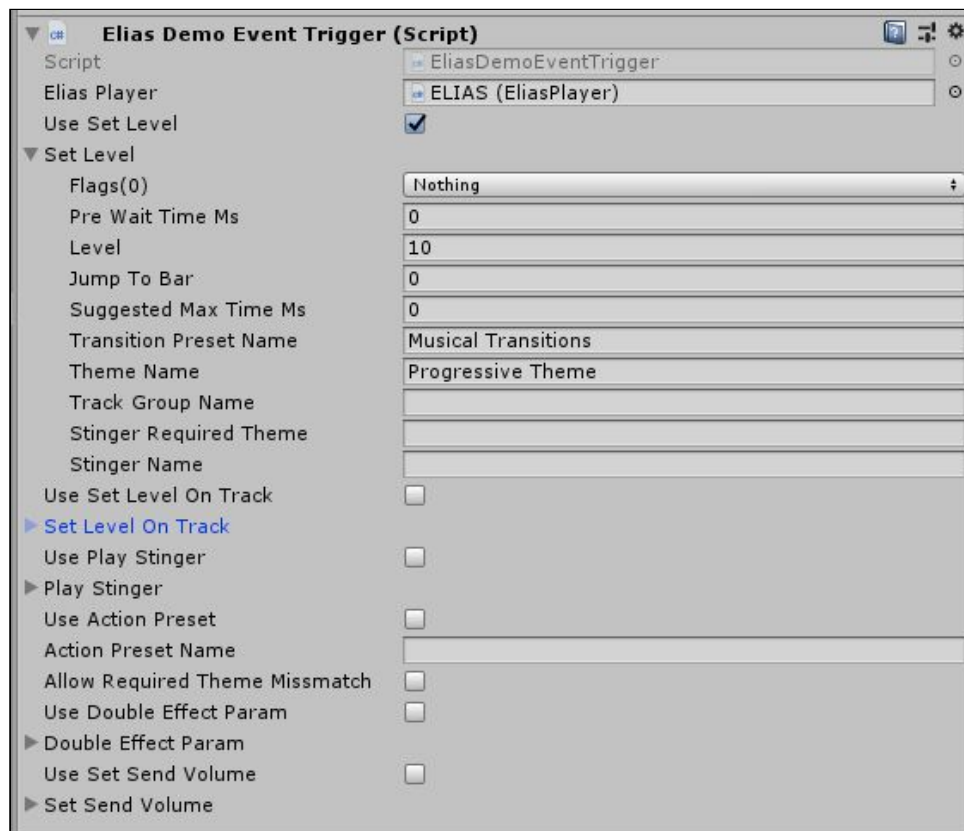 C# Elias Demo Event Trigger (Script)
Script EliasDemoEventTrigger
Elias Player ELIAS (EliasPlayer)
Use Set Level
Set Level
Flags(0) Nothing
Pre Wait Time Ms 0
Level 10
Jump To Bar 0
Suggested Max Time Ms 0
Transition Preset Name Musical Transitions
Theme Name Progressive Theme
Track Group Name
Stinger Required Theme
Stinger Name
Use Set Level On Track
Set Level On Track
Use Play Stinger
Play Stinger
Use Action Preset
Action Preset Name
Allow Required Theme Missmatch
Use Double Effect Param
Double Effect Param
Use Set Send Volume
Set Send Volume